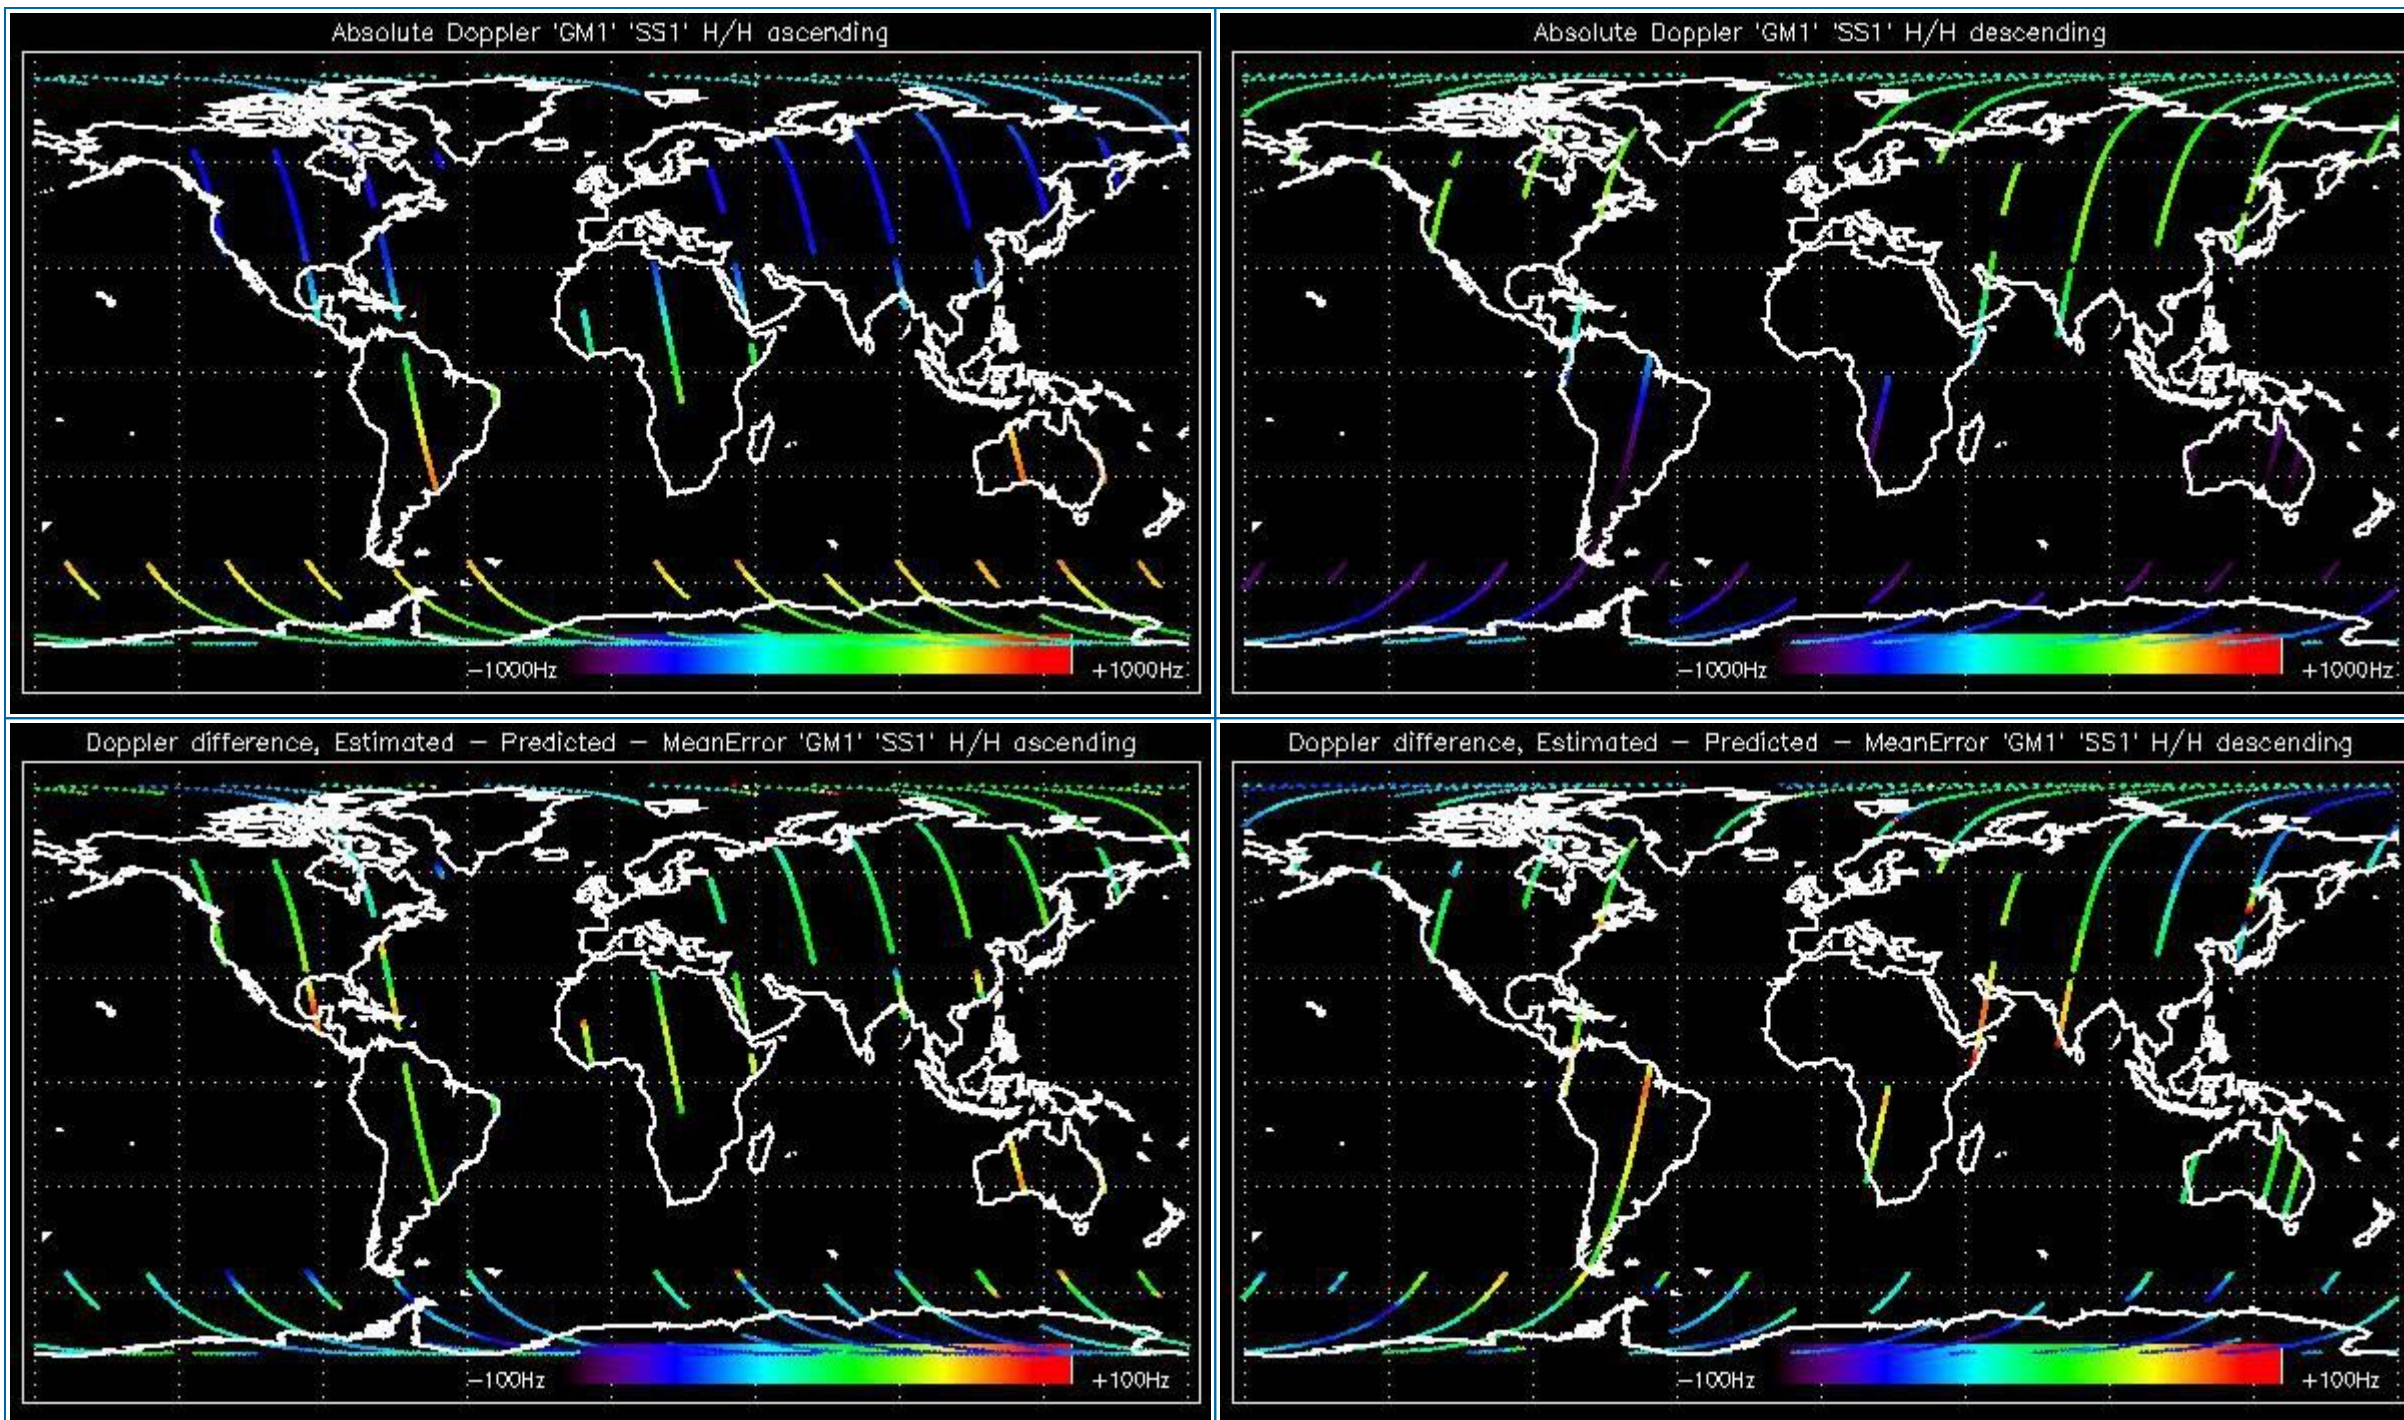 Absolute Doppler 'GM1' 'SS1' H/H ascending
-1000Hz +1000Hz
Absolute Doppler 'GM1' 'SS1' H/H descending
-1000Hz +1000Hz
Doppler difference, Estimated - Predicted - MeanError 'GM1' 'SS1' H/H ascending
-100Hz +100Hz
Doppler difference, Estimated - Predicted - MeanError 'GM1' 'SS1' H/H descending
-100Hz +100Hz